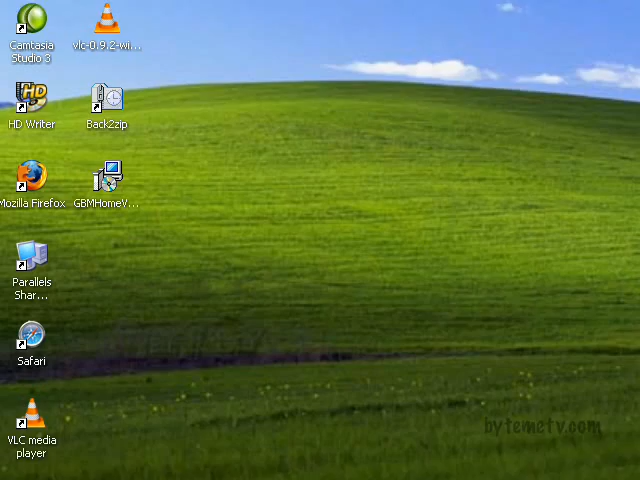 Camtasia
Studio 3
vlc-0.9.2-wi...
HD
HD Writer
Back2zip
Mozilla Firefox
GBMHomeV...
Parallels
Shar...
Safari
VLC media
player
bytemetv.com